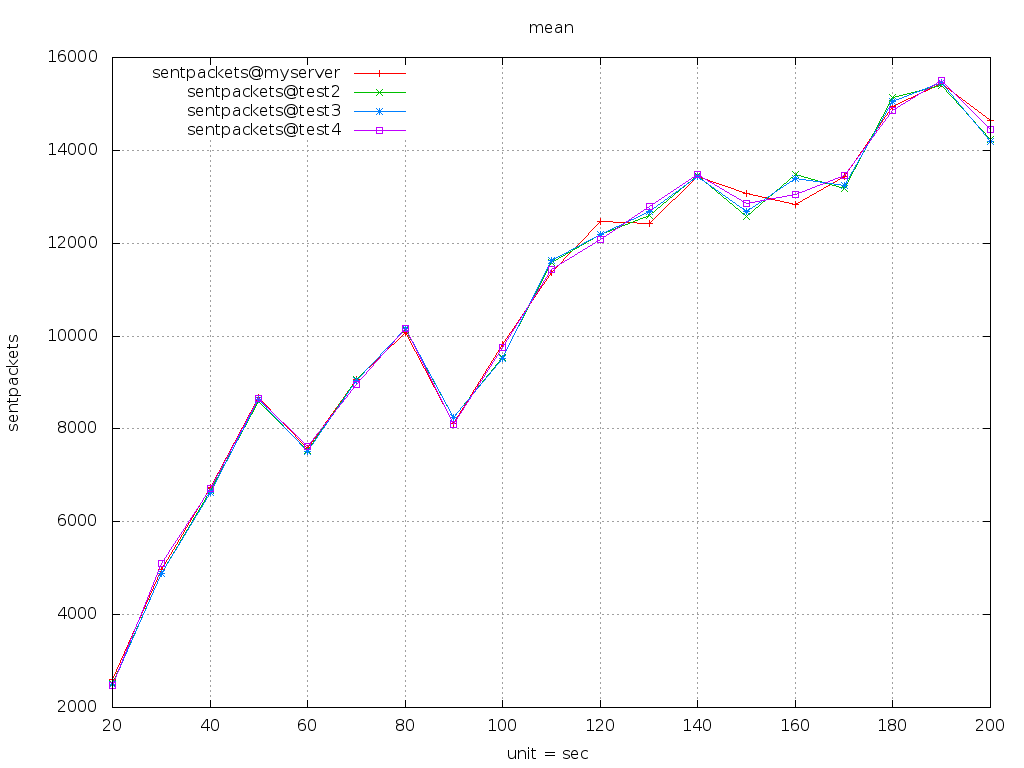 mean
16000
14000
12000
10000
8000
6000
4000
2000
sentpackets
sentpackets@myserver
sentpackets@test2
sentpackets@test3
sentpackets@test4
20 40 60 80 100 120 140 160 180 200
unit = sec